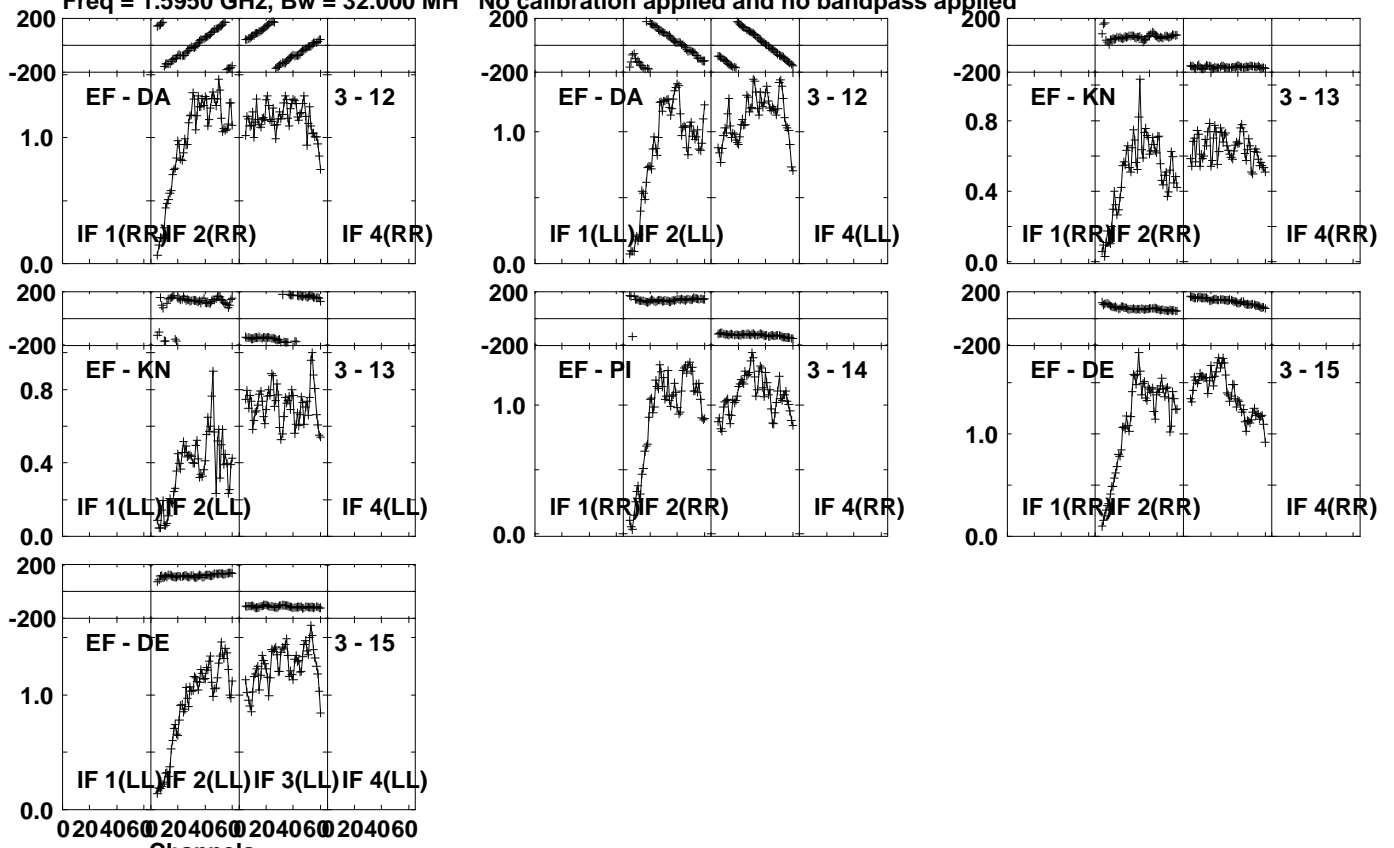 Freq = 1.5950 GHz, Bw = 32.000 MH No calibration applied and no bandpass applied
200 200 200
-200 -200 -200
EF - DA 3 - 12 EF - DA 3 - 12 EF - KN 3 - 13
1.0 1.0 0.8
0.4
IF 1(RR) IF 2(RR) IF 4(RR) IF 1(LL) IF 2(LL) IF 4(LL) IF 1(RR) IF 2(RR) IF 4(RR)
0.0 0.0 0.0
200 200 200
-200 -200 -200
EF - KN 3 - 13 EF - PI 3 - 14 EF - DE 3 - 15
0.8 1.0 1.0
0.4
IF 1(LL) IF 2(LL) IF 4(LL) IF 1(RR) IF 2(RR) IF 4(RR) IF 1(RR) IF 2(RR) IF 4(RR)
0.0 0.0 0.0
200
-200
EF - DE 3 - 15
1.0
IF 1(LL) IF 2(LL) IF 3(LL) IF 4(LL)
0.0
0 20 40 60 0 20 40 60 0 20 40 60 0 20 40 60
Channels